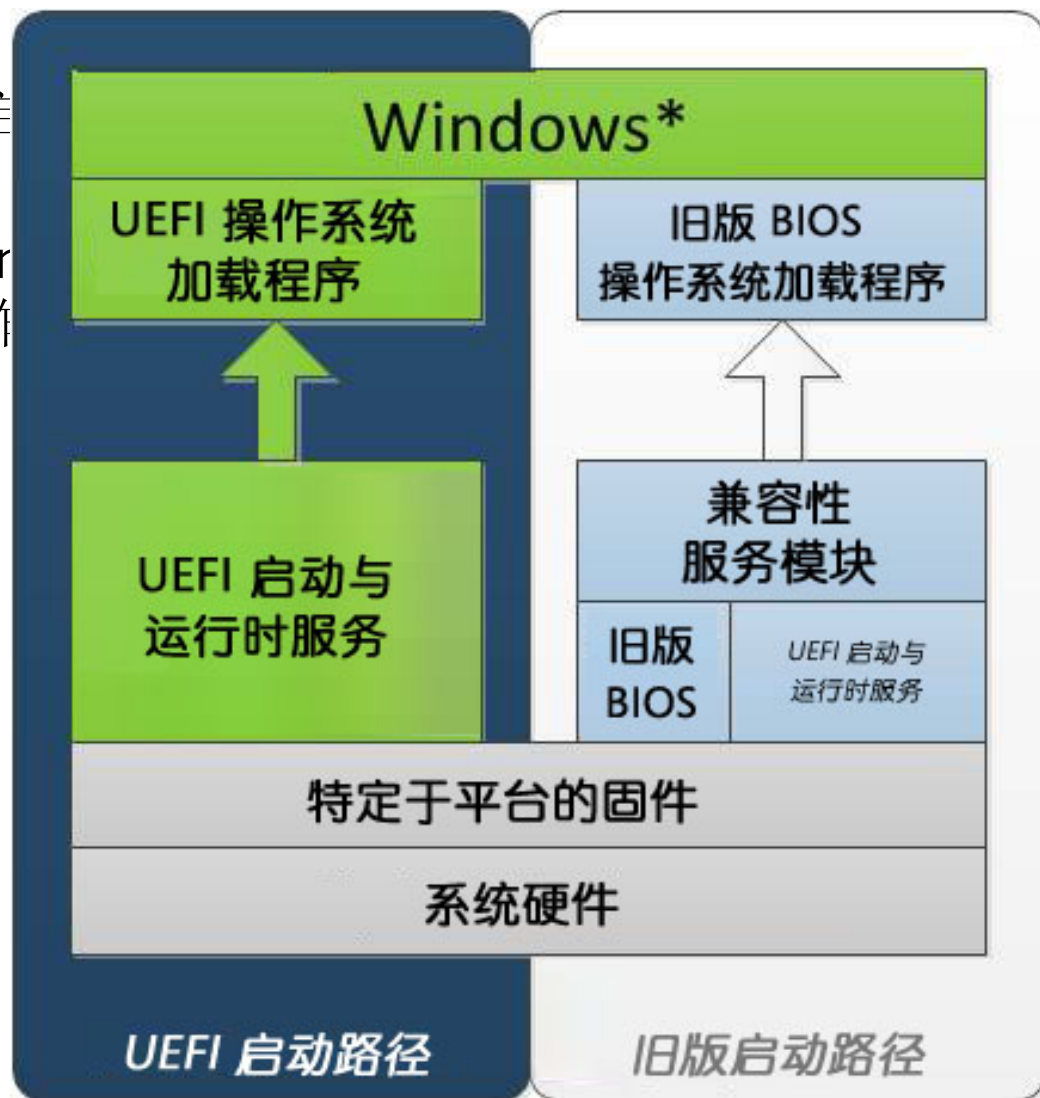 Windows*
UEFI 操作系统
加载程序
旧版 BIOS
操作系统加载程序
UEFI 启动与
运行时服务
兼容性
服务模块
旧版
BIOS
UEFI 启动与
运行时服务
特定于平台的固件
系统硬件
UEFI 启动路径
旧版启动路径